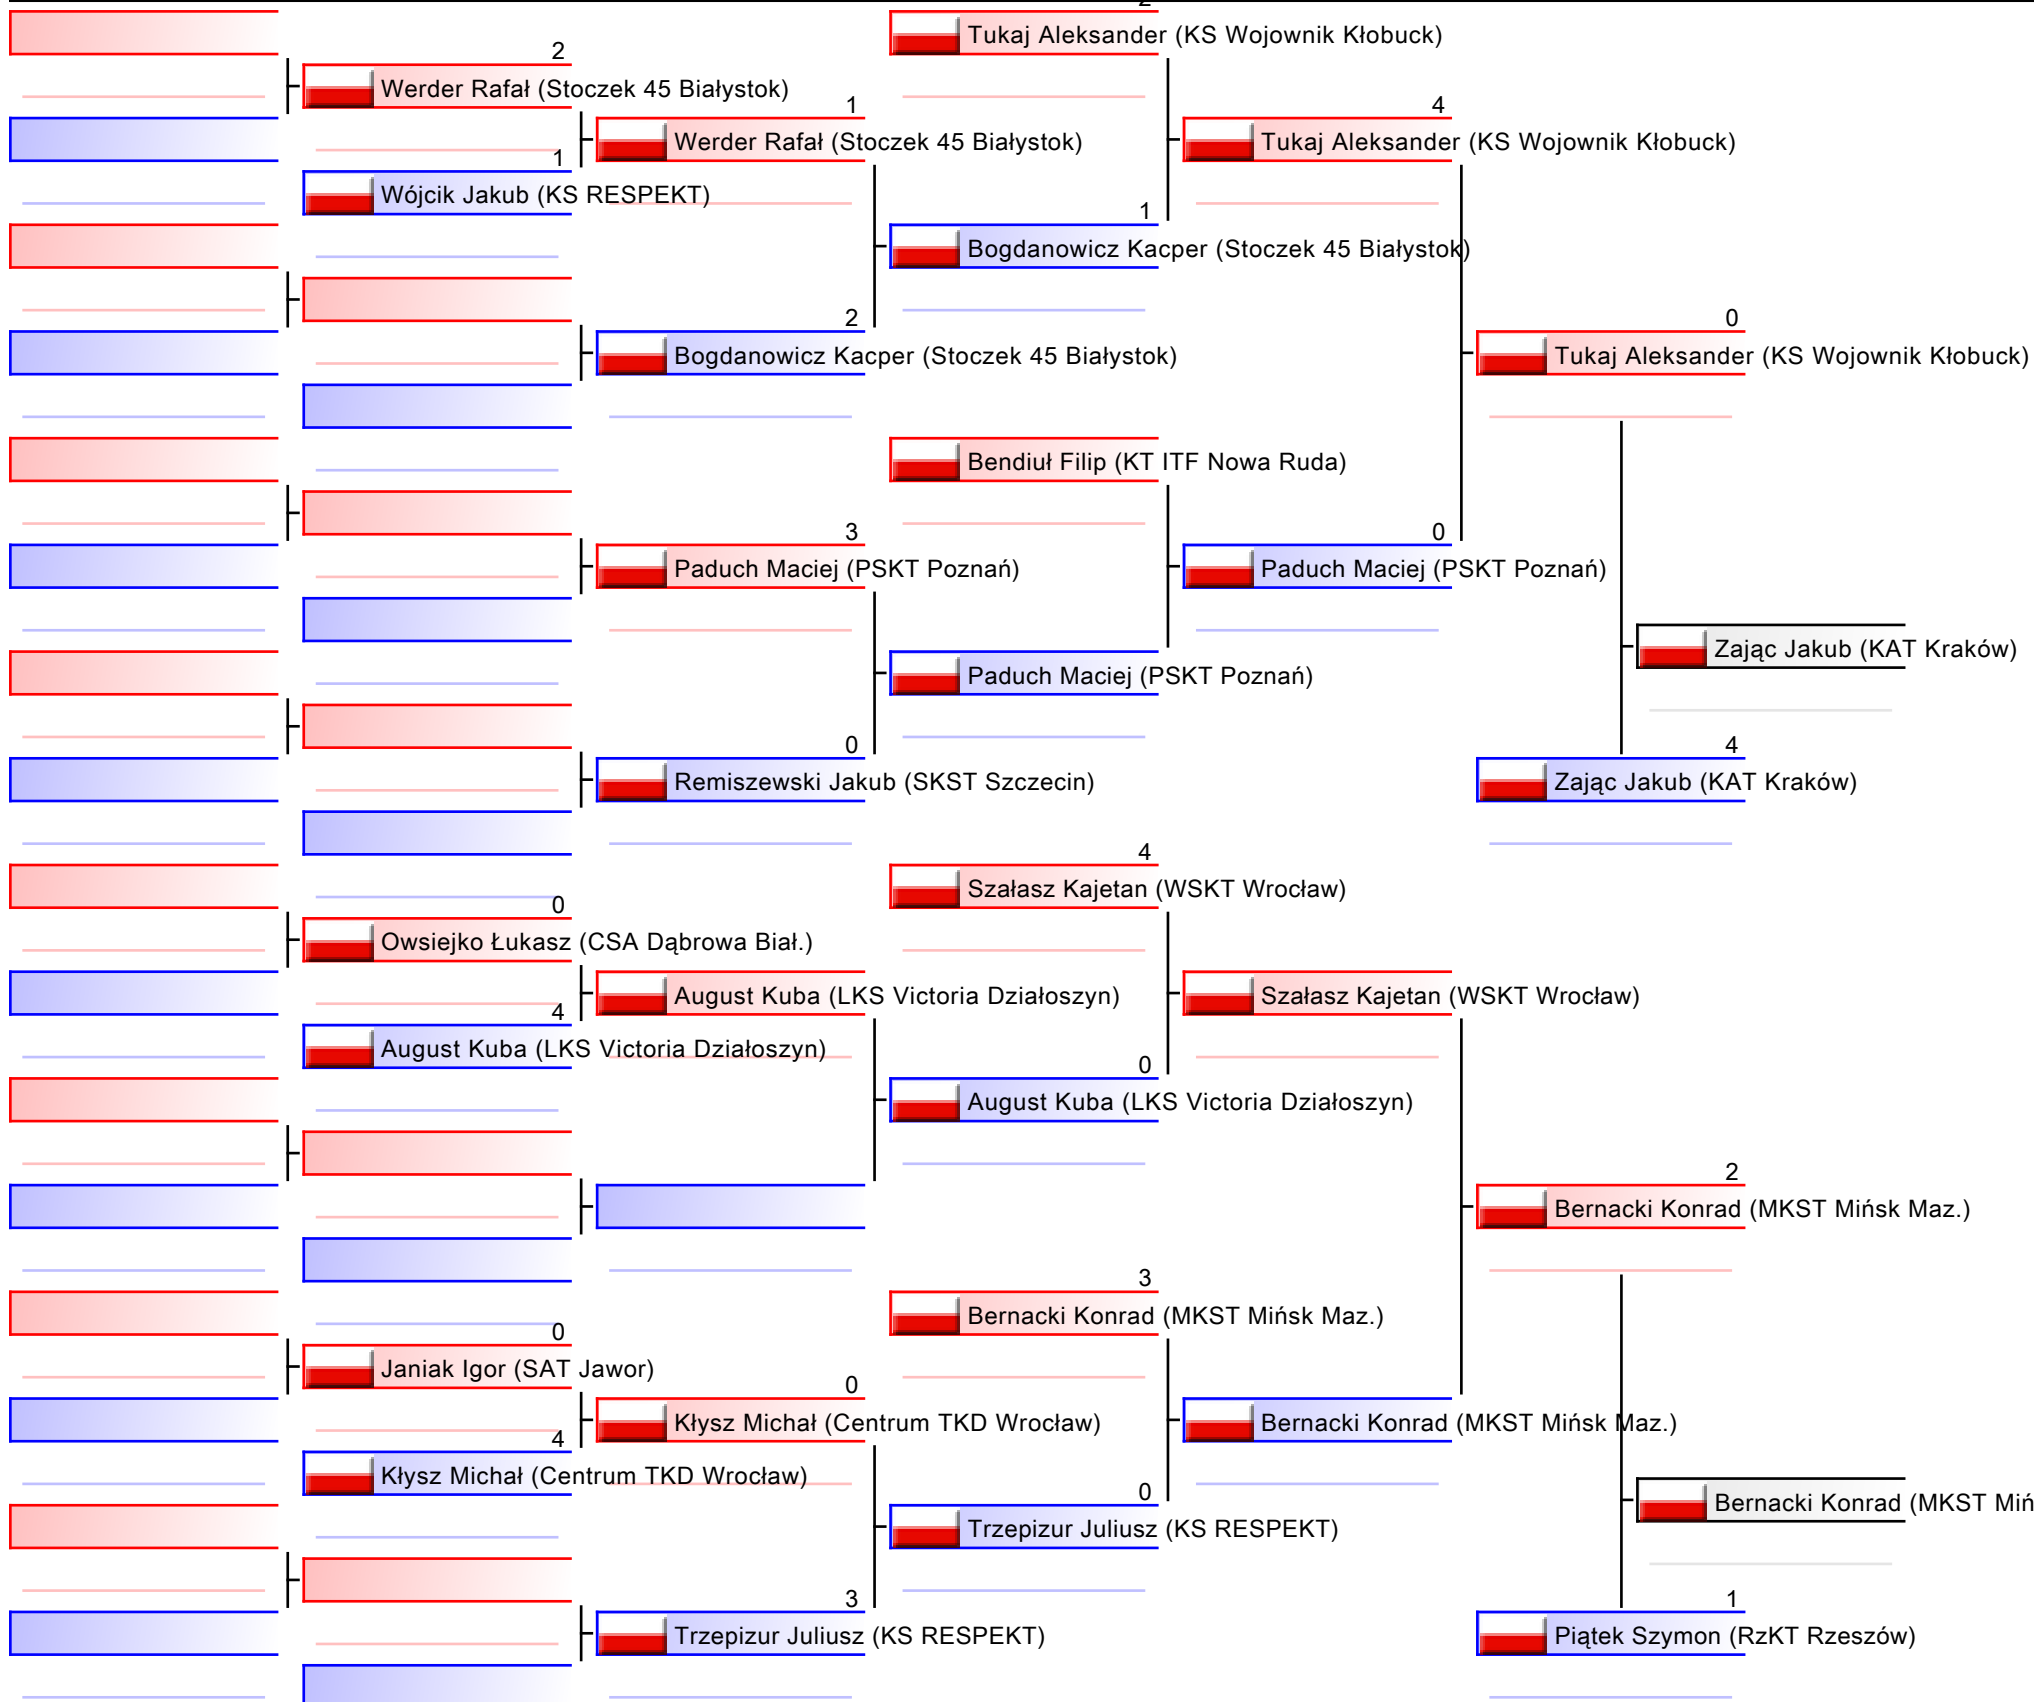 2
Tukaj Aleksander (KS Wojownik Kłobuck)
2
Werder Rafał (Stoczek 45 Białystok)
1
4
Werder Rafał (Stoczek 45 Białystok)
Tukaj Aleksander (KS Wojownik Kłobuck)
1
Wójcik Jakub (KS RESPEKT)
1
Bogdanowicz Kacper (Stoczek 45 Białystok)
2
0
Bogdanowicz Kacper (Stoczek 45 Białystok)
Tukaj Aleksander (KS Wojownik Kłobuck)
Bendiuł Filip (KT ITF Nowa Ruda)
3
0
Paduch Maciej (PSKT Poznań)
Paduch Maciej (PSKT Poznań)
Zając Jakub (KAT Kraków)
Paduch Maciej (PSKT Poznań)
0
4
Remiszewski Jakub (SKST Szczecin)
Zając Jakub (KAT Kraków)
4
Szałasz Kajetan (WSKT Wrocław)
0
Owsiejko Łukasz (CSA Dąbrowa Biał.)
August Kuba (LKS Victoria Działoszyn)
Szałasz Kajetan (WSKT Wrocław)
4
August Kuba (LKS Victoria Działoszyn)
0
August Kuba (LKS Victoria Działoszyn)
2
Bernacki Konrad (MKST Mińsk Maz.)
3
Bernacki Konrad (MKST Mińsk Maz.)
0
Janiak Igor (SAT Jawor)
0
Kłysz Michał (Centrum TKD Wrocław)
Bernacki Konrad (MKST Mińsk Maz.)
4
Kłysz Michał (Centrum TKD Wrocław)
0
Bernacki Konrad (MKST Miń
Trzepizur Juliusz (KS RESPEKT)
3
1
Trzepizur Juliusz (KS RESPEKT)
Piątek Szymon (RzKT Rzeszów)